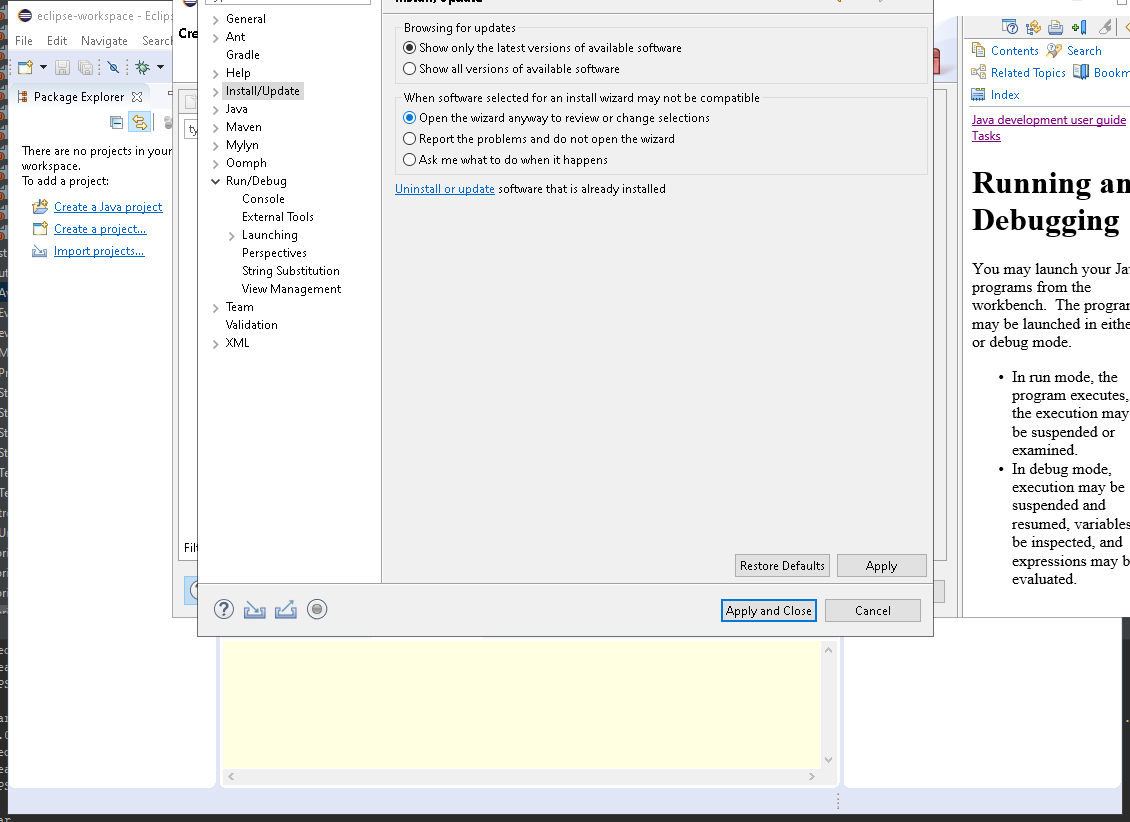 eclipse-workspace - Eclips
File Edit Navigate Search
Package Explorer
There are no projects in your
workspace.
To add a project:
Create a Java project
Create a project...
Import projects...
Cre
ty
Filt
General
Ant
Gradle
Help
Install/Update
Java
Maven
Mylyn
Oomph
Run/Debug
Console
External Tools
Launching
Perspectives
String Substitution
View Management
Team
Validation
XML
Install/Update
Browsing for updates
Show only the latest versions of available software
Show all versions of available software
When software selected for an install wizard may not be compatible
Open the wizard anyway to review or change selections
Report the problems and do not open the wizard
Ask me what to do when it happens
Uninstall or update software that is already installed
Restore Defaults Apply
Apply and Close Cancel
Contents Search
Related Topics Bookm
Index
Java development user guide
Tasks
Running an
Debugging
You may launch your Ja
programs from the
workbench. The program
may be launched in eithe
or debug mode.
• In run mode, the
program executes,
the execution may
be suspended or
examined.
• In debug mode,
execution may be
suspended and
resumed, variables
be inspected, and
expressions may b
evaluated.